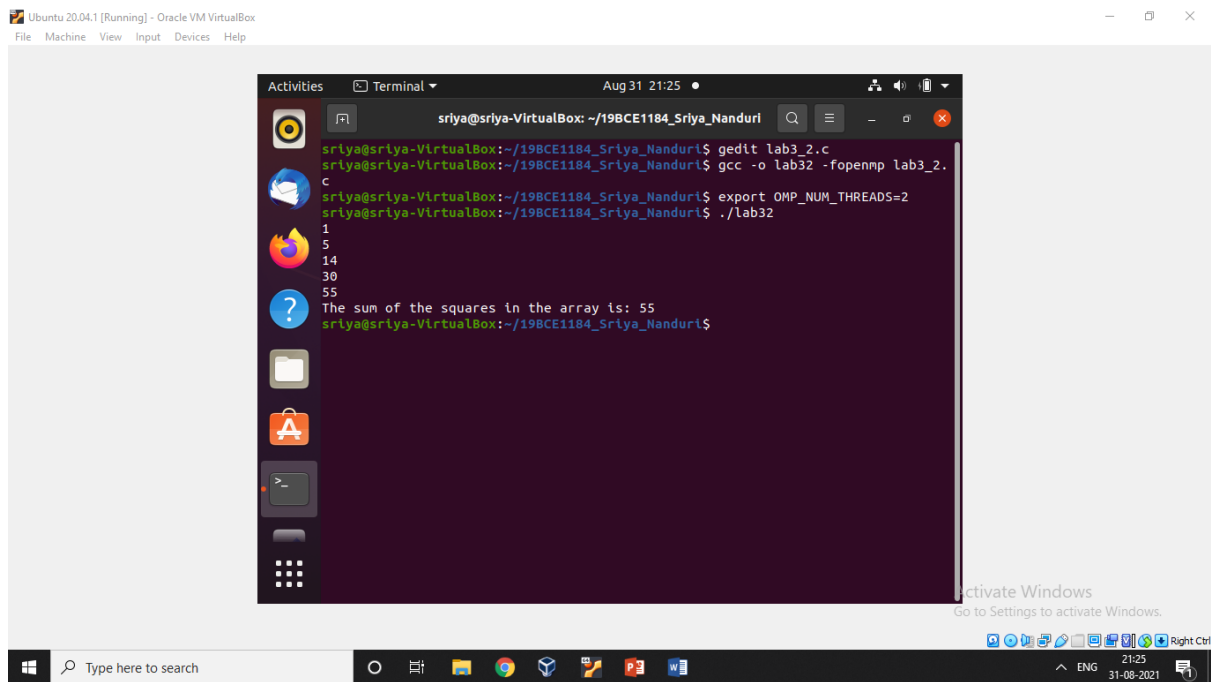 Ubuntu 20.04.1 [Running] - Oracle VM VirtualBox
File Machine View Input Devices Help
Activities Terminal Aug 31 21:25
sriya@sriya-VirtualBox: ~/19BCE1184_Sriya_Nanduri
sriya@sriya-VirtualBox:~/19BCE1184_Sriya_Nanduri$ gedit lab3_2.c
sriya@sriya-VirtualBox:~/19BCE1184_Sriya_Nanduri$ gcc -o lab32 -fopenmp lab3_2.
c
sriya@sriya-VirtualBox:~/19BCE1184_Sriya_Nanduri$ export OMP_NUM_THREADS=2
sriya@sriya-VirtualBox:~/19BCE1184_Sriya_Nanduri$ ./lab32
1
5
14
30
55
The sum of the squares in the array is: 55
sriya@sriya-VirtualBox:~/19BCE1184_Sriya_Nanduri$
Activate Windows
Go to Settings to activate Windows.
Right Ctrl
Type here to search
ENG
21:25
31-08-2021
1